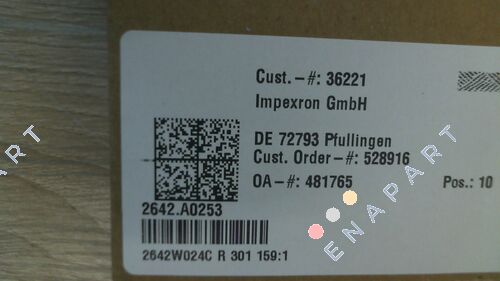 Cust.-#: 36221
Impexron GmbH
DE 72793 Pfullingen
Cust. Order-#: 528916
OA-#: 481765 Pos.: 10
2642.A0253
2642W024C R 301 159:1
ENAPART
PART